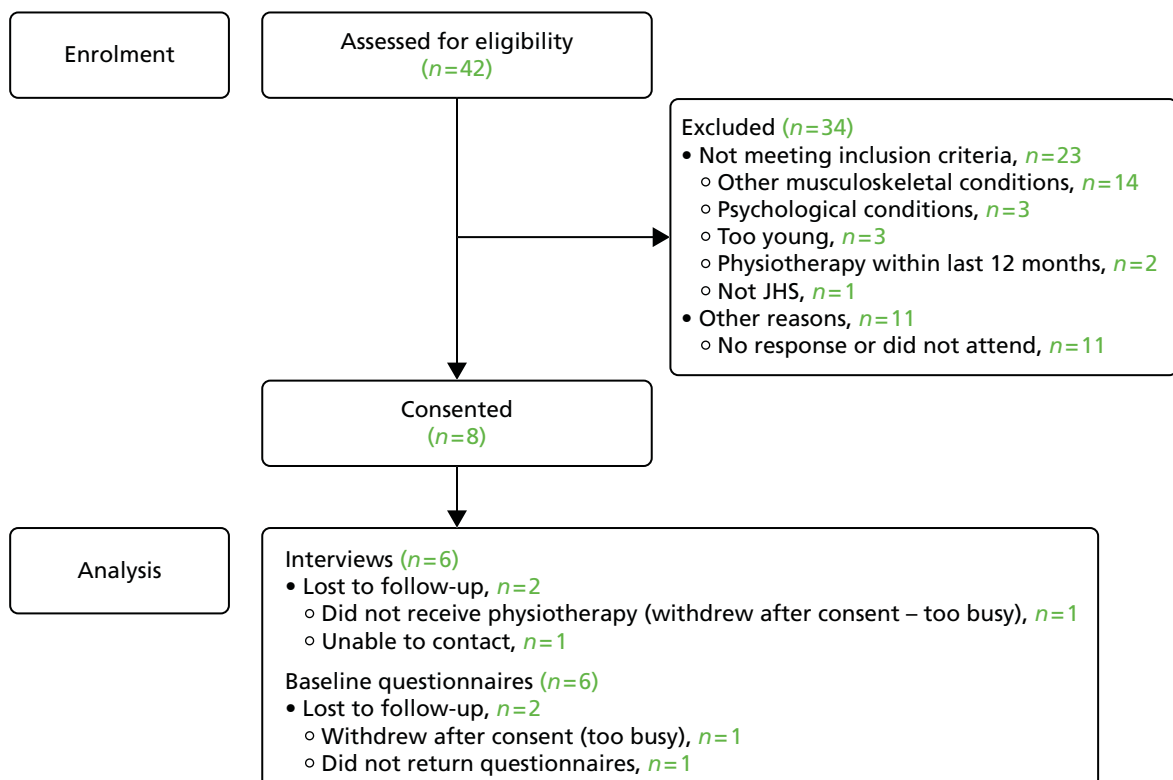 Enrolment
Assessed for eligibility
(n=42)
Excluded (n=34)
• Not meeting inclusion criteria, n=23
○ Other musculoskeletal conditions, n=14
○ Psychological conditions, n=3
○ Too young, n=3
○ Physiotherapy within last 12 months, n=2
○ Not JHS, n=1
• Other reasons, n=11
○ No response or did not attend, n=11
Consented
(n=8)
Analysis
Interviews (n=6)
• Lost to follow-up, n=2
○ Did not receive physiotherapy (withdrew after consent – too busy), n=1
○ Unable to contact, n=1
Baseline questionnaires (n=6)
• Lost to follow-up, n=2
○ Withdrew after consent (too busy), n=1
○ Did not return questionnaires, n=1